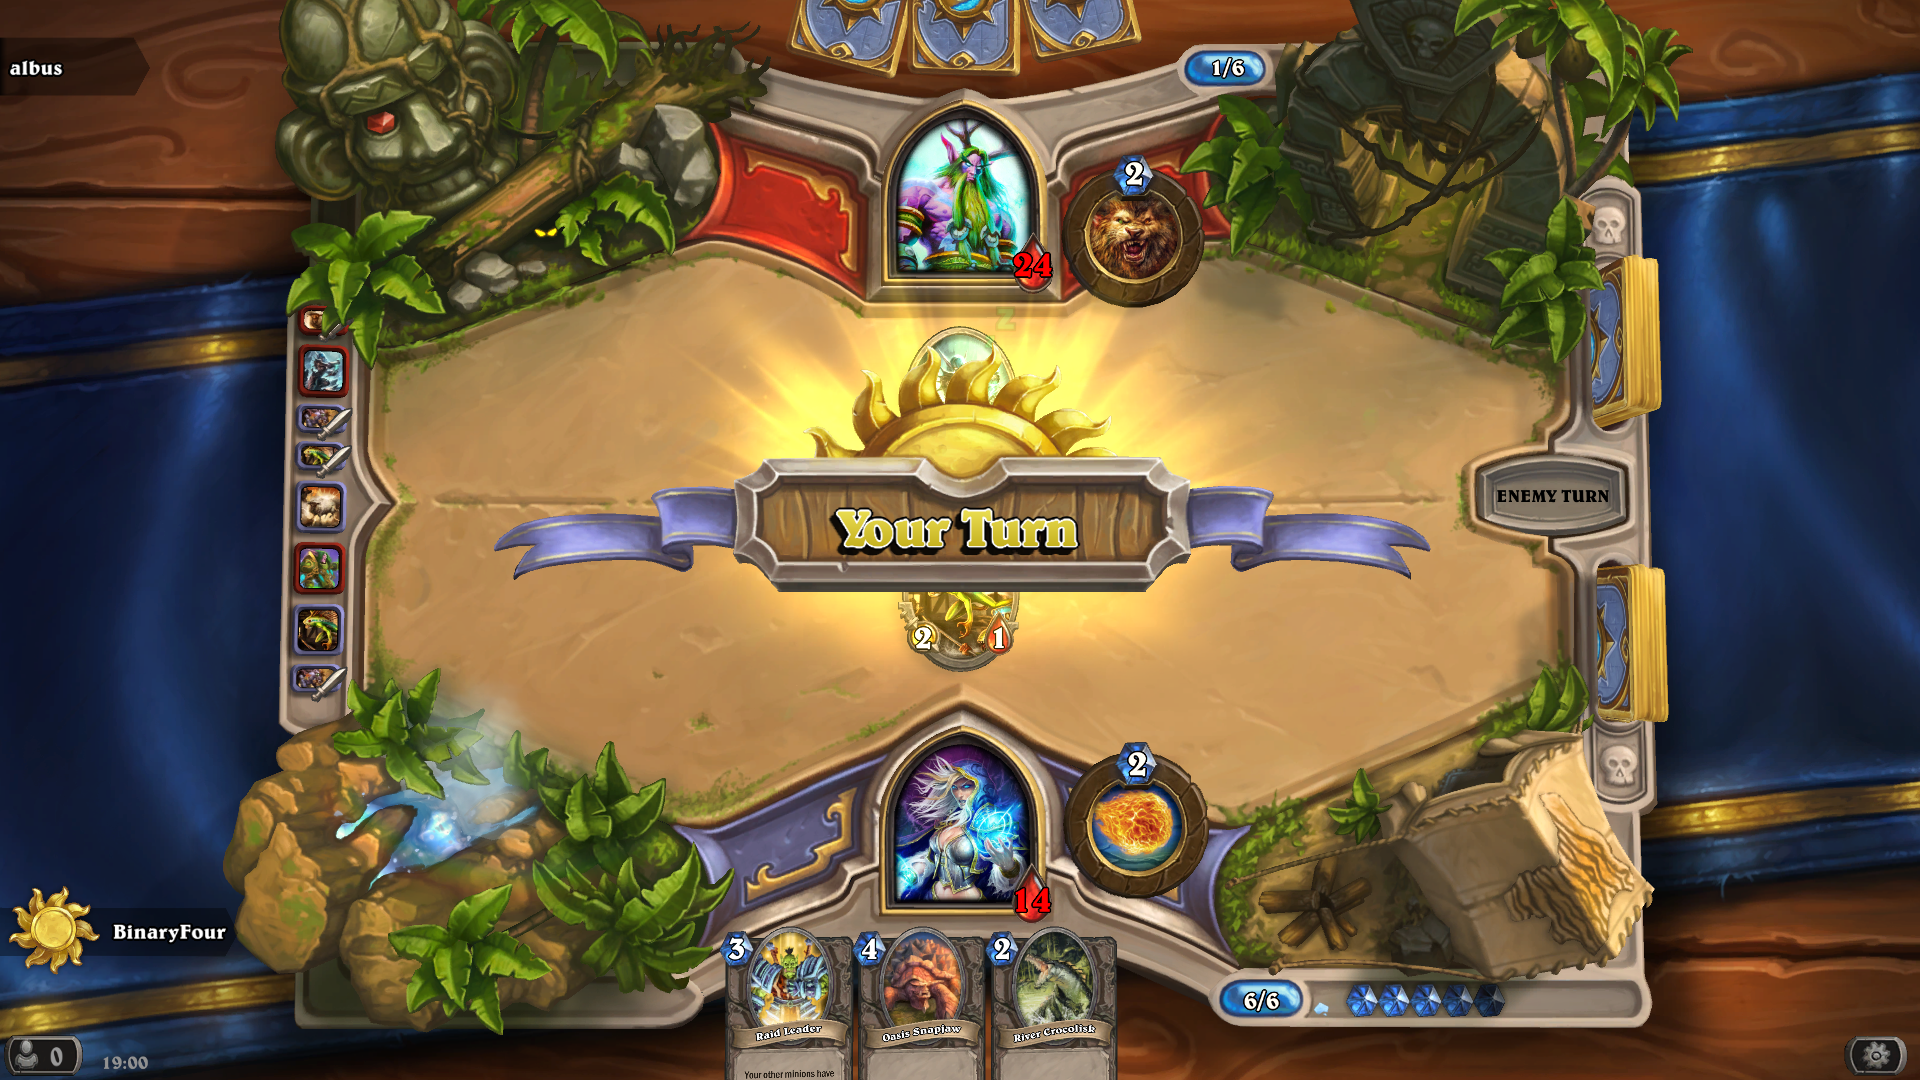 albus
1/6
2
24
Your Turn
ENEMY TURN
2
1
2
14
BinaryFour
3
4
2
Raid Leader
Oasis Snapjaw
River Crocolisk
Your other minions have
6/6
0
19:00